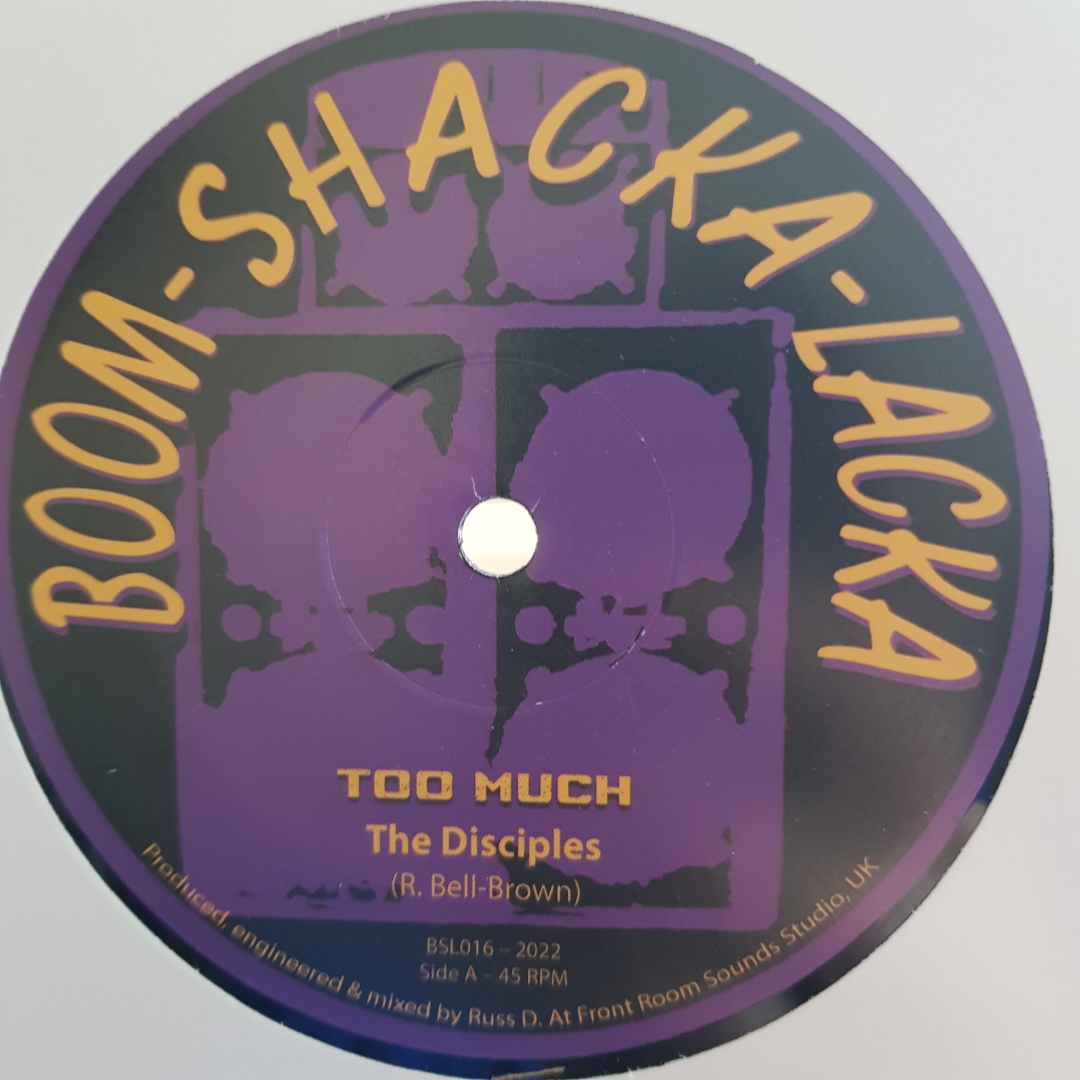 BOOM-SHACKA-LACKA
TOO MUCH
The Disciples
(R. Bell-Brown)
BSL016 – 2022
Side A – 45 RPM
Produced, engineered & mixed by Russ D. At Front Room Sounds Studio, UK